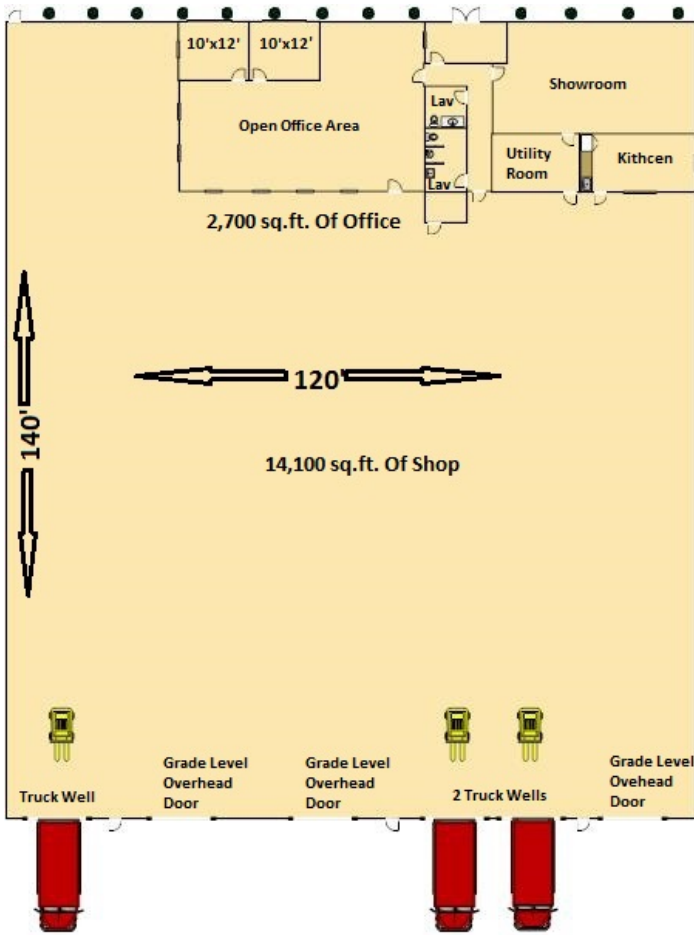 10'x12'
10'x12'
Showroom
Lav
Open Office Area
Utility
Room
Kithcen
Lav
2,700 sq.ft. Of Office
120'
140'
14,100 sq.ft. Of Shop
Truck Well
Grade Level
Overhead
Door
Grade Level
Overhead
Door
2 Truck Wells
Grade Level
Ovehead
Door